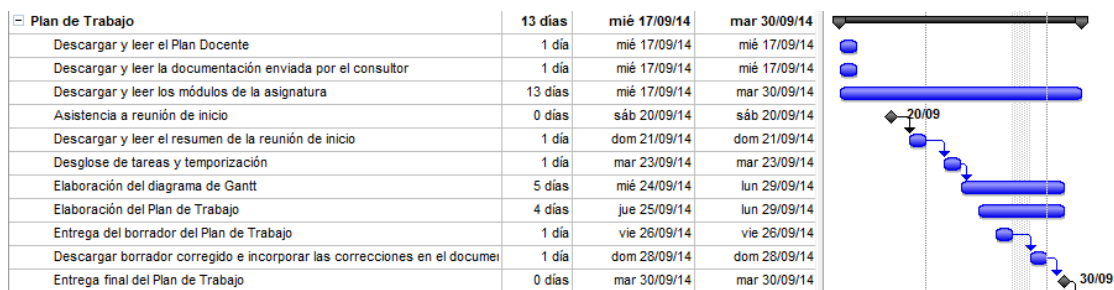 Plan de Trabajo 13 días mié 17/09/14 mar 30/09/14
Descargar y leer el Plan Docente 1 día mié 17/09/14 mié 17/09/14
Descargar y leer la documentación enviada por el consultor 1 día mié 17/09/14 mié 17/09/14
Descargar y leer los módulos de la asignatura 13 días mié 17/09/14 mar 30/09/14
Asistencia a reunión de inicio 0 días sáb 20/09/14 sáb 20/09/14 20/09
Descargar y leer el resumen de la reunión de inicio 1 día dom 21/09/14 dom 21/09/14
Desglose de tareas y temporización 1 día mar 23/09/14 mar 23/09/14
Elaboración del diagrama de Gantt 5 días mié 24/09/14 lun 29/09/14
Elaboración del Plan de Trabajo 4 días jue 25/09/14 lun 29/09/14
Entrega del borrador del Plan de Trabajo 1 día vie 26/09/14 vie 26/09/14
Descargar borrador corregido e incorporar las correcciones en el documen 1 día dom 28/09/14 dom 28/09/14
Entrega final del Plan de Trabajo 0 días mar 30/09/14 mar 30/09/14 30/09